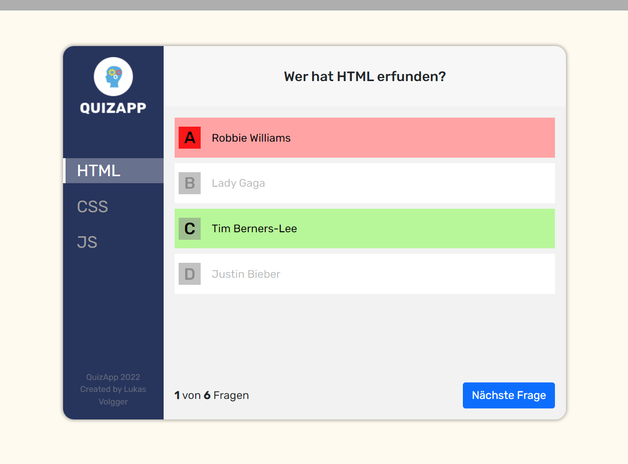 QUIZAPP
HTML
CSS
JS
QuizApp 2022
Created by Lukas
Volgger
Wer hat HTML erfunden?
A Robbie Williams
B Lady Gaga
C Tim Berners-Lee
D Justin Bieber
1 von 6 Fragen
Nächste Frage